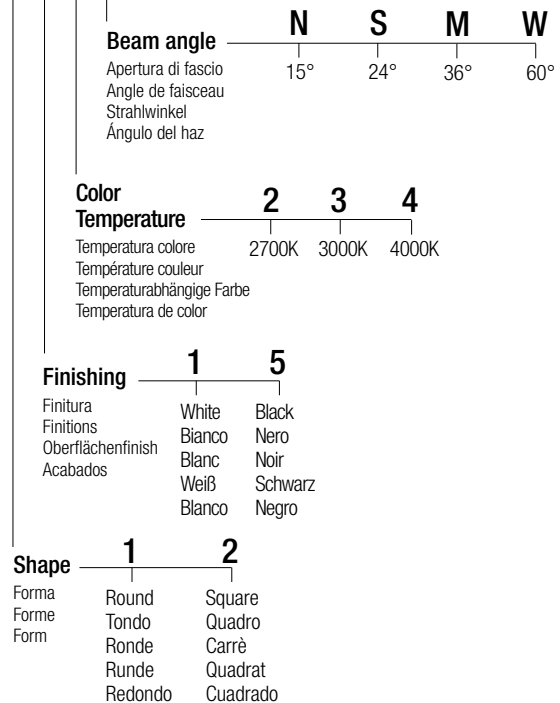 N S M W
Beam angle
Apertura di fascio 15° 24° 36° 60°
Angle de faisceau
Strahlwinkel
Ángulo del haz
Color
Temperature 2 3 4
Temperatura colore 2700K 3000K 4000K
Température couleur
Temperaturabhängige Farbe
Temperatura de color
1 5
Finishing
Finitura White Black
Finitions Bianco Nero
Oberflächenfinish Blanc Noir
Acabados Weiß Schwarz
Blanco Negro
1 2
Shape
Forma Round Square
Forme Tondo Quadro
Form Ronde Carrè
Runde Quadrat
Redondo Cuadrado